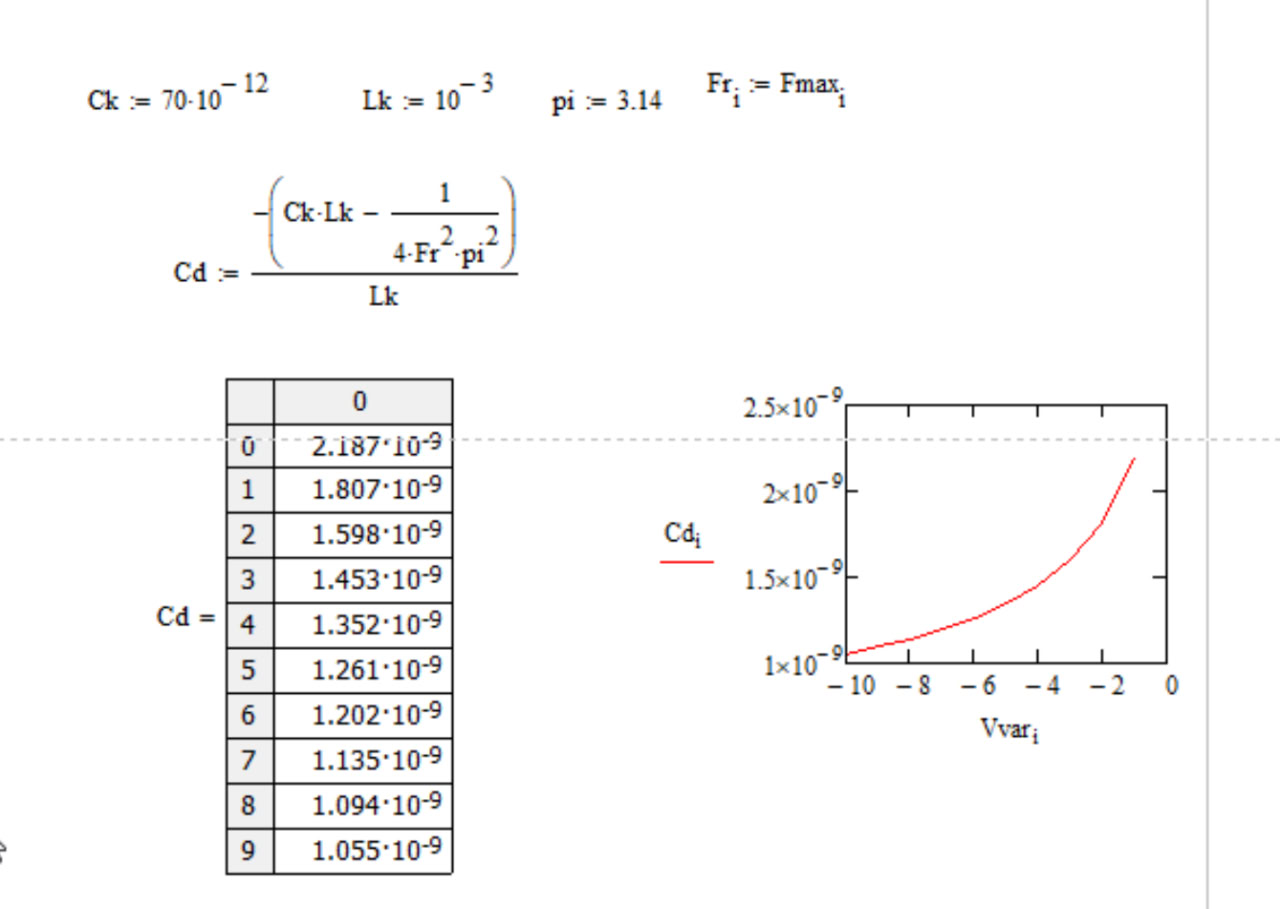 Ck := 70·10^-12   Lk := 10^-3   pi := 3.14   Fr_i := Fmax_i
Cd := -(Ck·Lk - 1/(4·Fr^2·pi^2))/Lk
0
0 2.187·10^-9
1 1.807·10^-9
2 1.598·10^-9
3 1.453·10^-9
Cd = 4 1.352·10^-9
5 1.261·10^-9
6 1.202·10^-9
7 1.135·10^-9
8 1.094·10^-9
9 1.055·10^-9
2.5×10^-9
2×10^-9
Cd_i
1.5×10^-9
1×10^-9
-10 -8 -6 -4 -2 0
Vvar_i